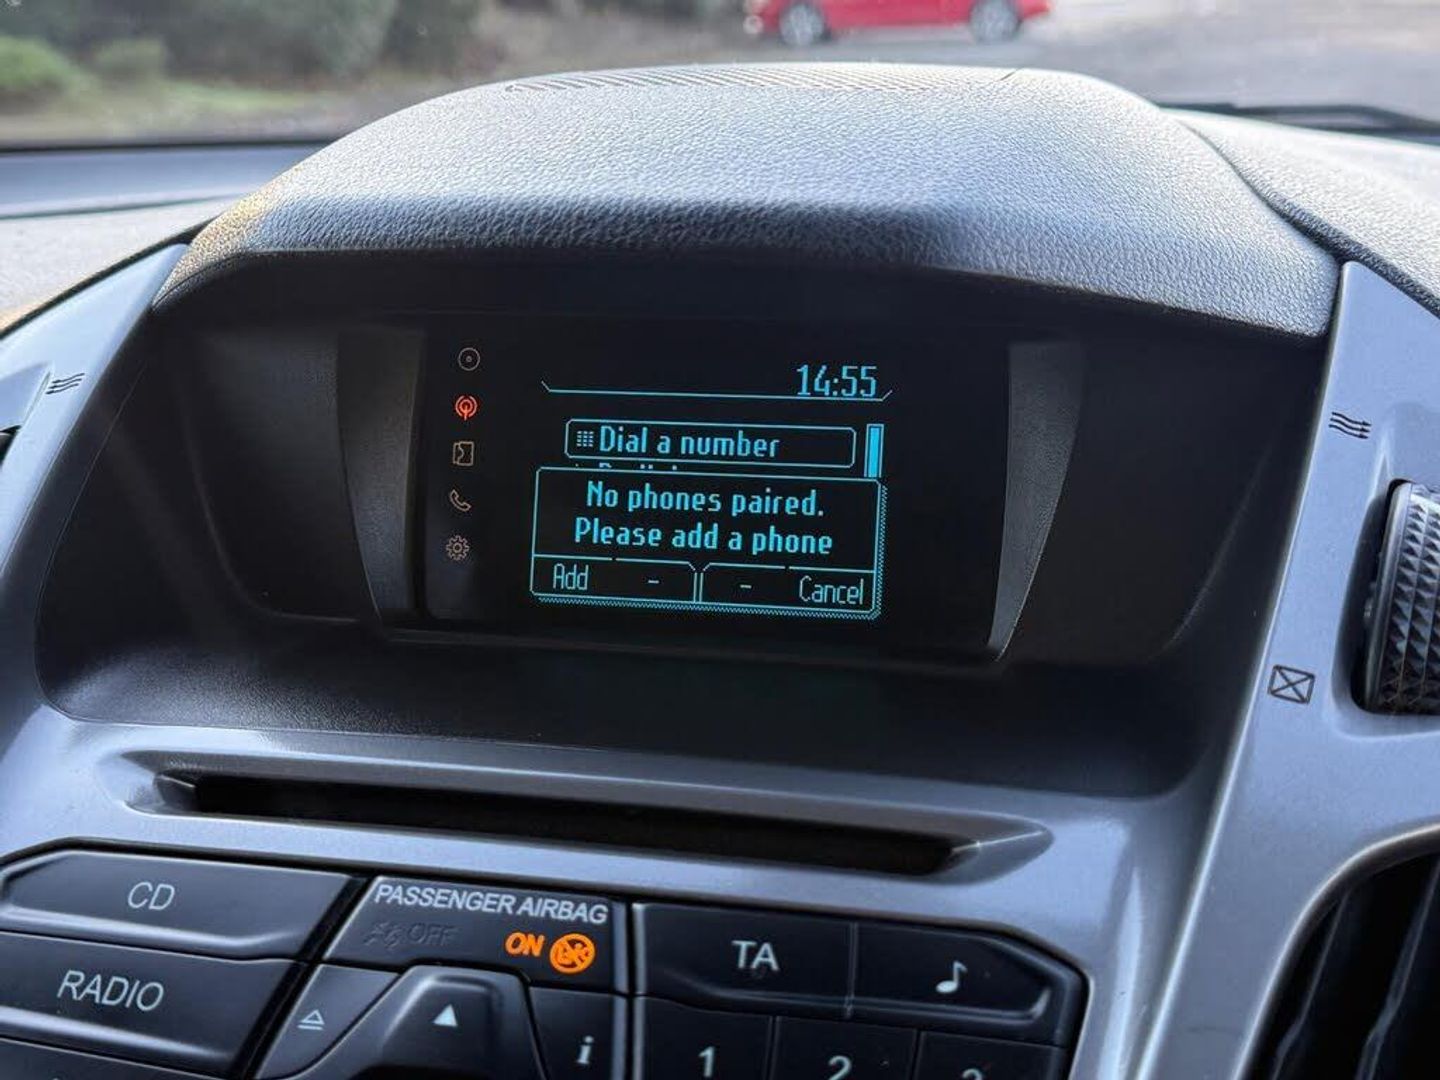 14:55
Dial a number
No phones paired.
Please add a phone
Add - - Cancel
CD
PASSENGER AIRBAG
OFF ON
TA
RADIO
i
1 2